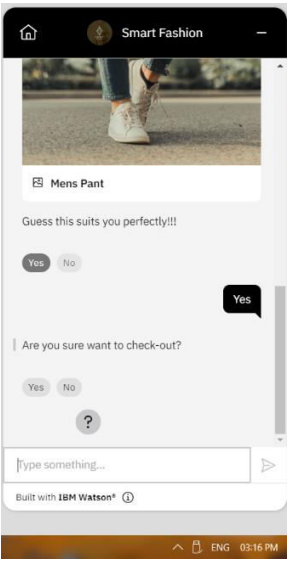 Smart Fashion
Mens Pant
Guess this suits you perfectly!!!
Yes No
Yes
Are you sure want to check-out?
Yes No
?
Type something...
Built with IBM Watson®
ENG 03:16 PM